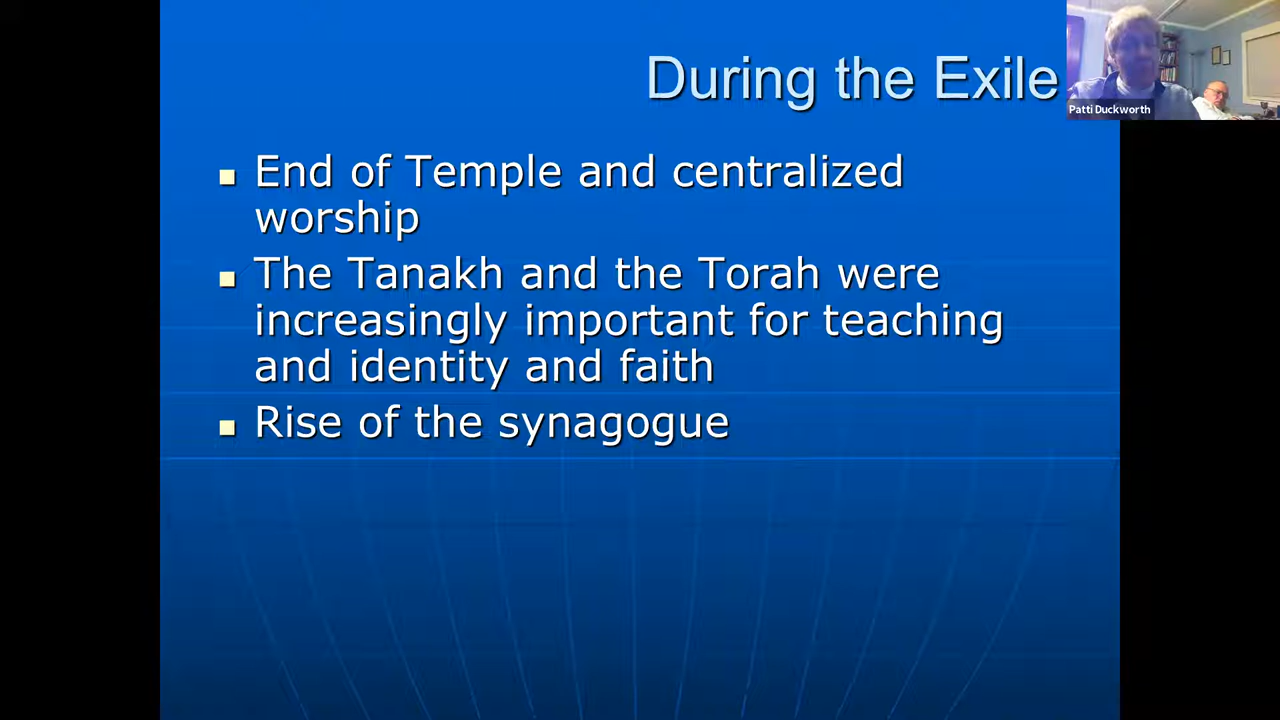 During the Exile
Patti Duckworth
End of Temple and centralized
worship
The Tanakh and the Torah were
increasingly important for teaching
and identity and faith
Rise of the synagogue